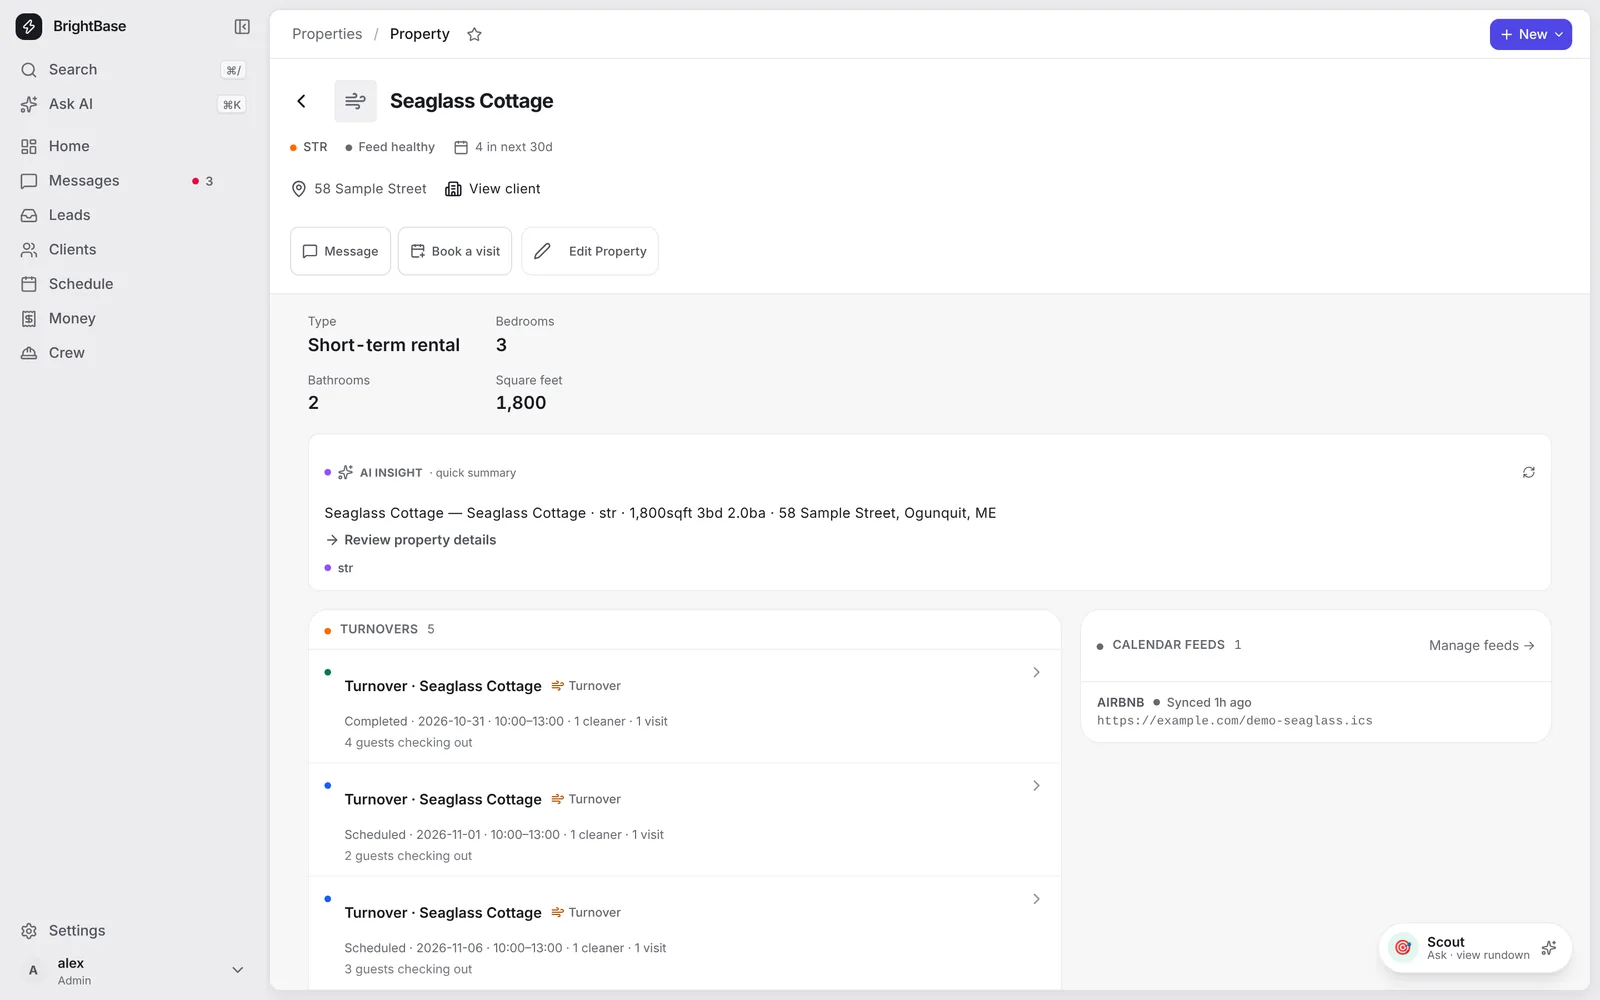 BrightBase
Search ⌘/
Ask AI ⌘K
Home
Messages 3
Leads
Clients
Schedule
Money
Crew
Settings
A
alex
Admin
Properties / Property
+ New
Seaglass Cottage
STR Feed healthy 4 in next 30d
58 Sample Street View client
Message Book a visit Edit Property
Type
Short-term rental
Bedrooms
3
Bathrooms
2
Square feet
1,800
AI INSIGHT · quick summary
Seaglass Cottage — Seaglass Cottage · str · 1,800sqft 3bd 2.0ba · 58 Sample Street, Ogunquit, ME
→ Review property details
str
TURNOVERS 5
Turnover · Seaglass Cottage Turnover
Completed · 2026-10-31 · 10:00–13:00 · 1 cleaner · 1 visit
4 guests checking out
Turnover · Seaglass Cottage Turnover
Scheduled · 2026-11-01 · 10:00–13:00 · 1 cleaner · 1 visit
2 guests checking out
Turnover · Seaglass Cottage Turnover
Scheduled · 2026-11-06 · 10:00–13:00 · 1 cleaner · 1 visit
3 guests checking out
CALENDAR FEEDS 1 Manage feeds →
AIRBNB Synced 1h ago
https://example.com/demo-seaglass.ics
Scout
Ask · view rundown